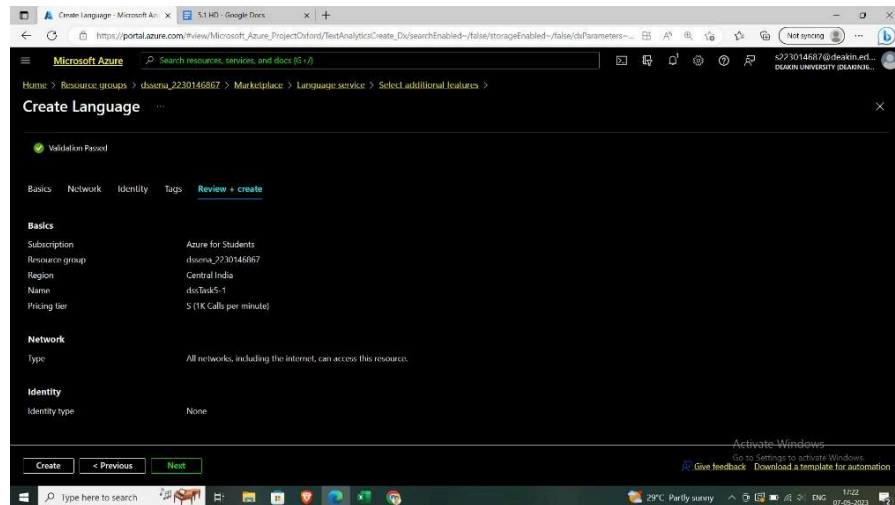 Create Language - Microsoft Az
5.1 HD - Google Docs
https://portal.azure.com/#view/Microsoft_Azure_ProjectOxford/TextAnalyticsCreate_Dx/searchEnabled~/false/storageEnabled~/false/dxParameters~...
Not syncing
Microsoft Azure
Search resources, services, and docs (G+/)
s223014687@deakin.ed...
DEAKIN UNIVERSITY (DEAKIN36...
Home > Resource groups > dssena_2230146867 > Marketplace > Language service > Select additional features >
Create Language ...
Validation Passed
Basics Network Identity Tags Review + create
Basics
Subscription Azure for Students
Resource group dssena_2230146867
Region Central India
Name dssTask5-1
Pricing tier S (1K Calls per minute)
Network
Type All networks, including the internet, can access this resource.
Identity
Identity type None
Activate Windows
Go to Settings to activate Windows.
Create < Previous Next Give feedback Download a template for automation
Type here to search 29°C Partly sunny ENG 17:22
07-05-2023